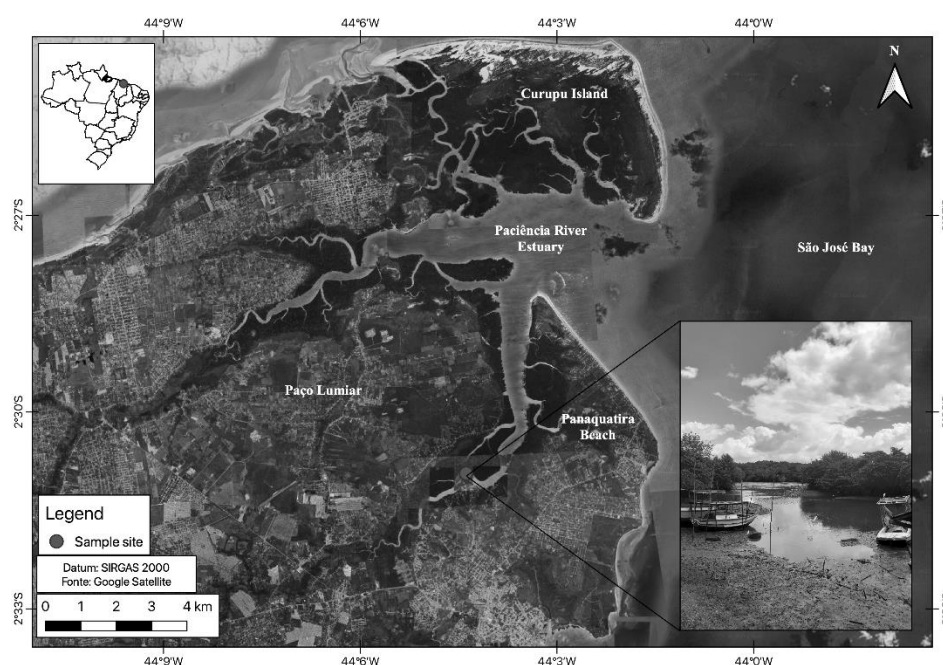 44°9'W
44°6'W
44°3'W
44°0'W
N
Curupu Island
2°27'S
Paciência River
Estuary
São José Bay
2°30'S
Paço Lumiar
Panaquatira
Beach
Legend
Sample site
Datum: SIRGAS 2000
Fonte: Google Satellite
0 1 2 3 4 km
2°33'S
44°9'W
44°6'W
44°3'W
44°0'W